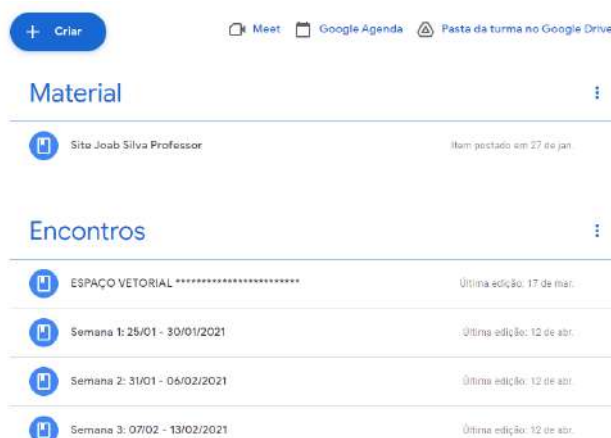 + Criar Meet Google Agenda Pasta da turma no Google Drive
Material
Site Joab Silva Professor Item postado em 27 de jan.
Encontros
ESPAÇO VETORIAL ************************ Última edição: 17 de mar.
Semana 1: 25/01 - 30/01/2021 Última edição: 12 de abr.
Semana 2: 31/01 - 06/02/2021 Última edição: 12 de abr.
Semana 3: 07/02 - 13/02/2021 Última edição: 12 de abr.